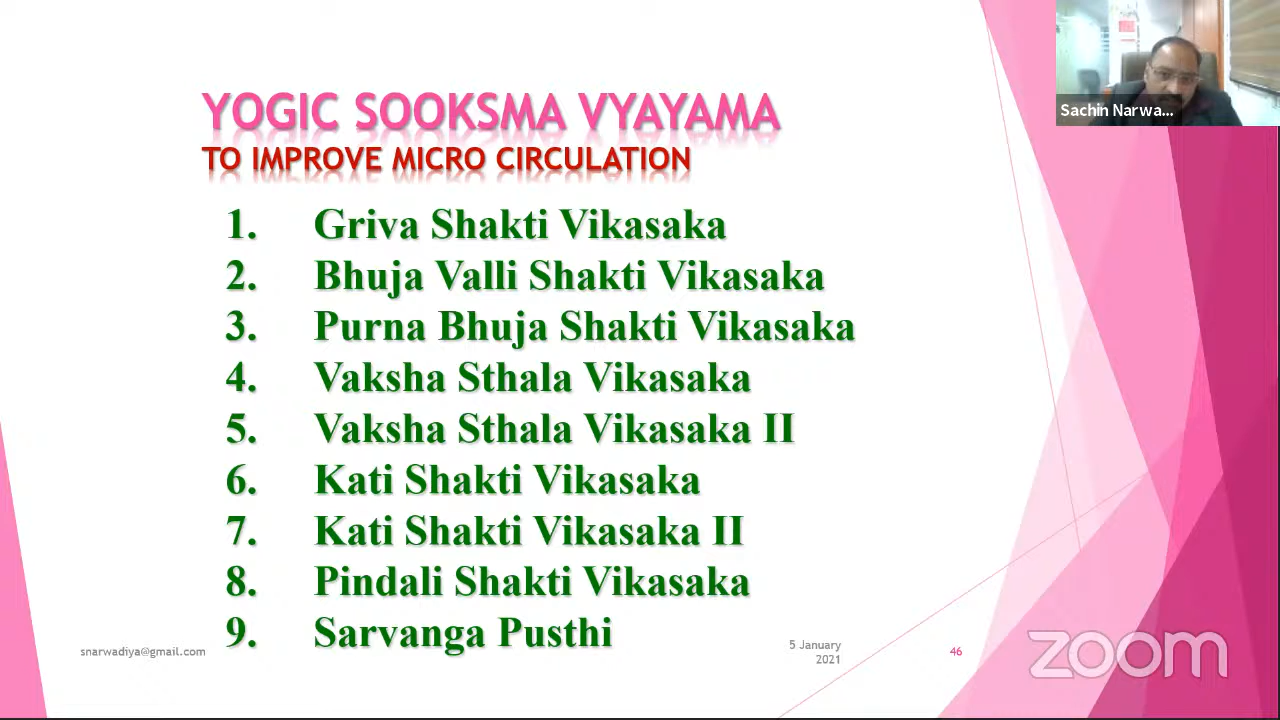 YOGIC SOOKSMA VYAYAMA
TO IMPROVE MICRO CIRCULATION
1. Griva Shakti Vikasaka
2. Bhuja Valli Shakti Vikasaka
3. Purna Bhuja Shakti Vikasaka
4. Vaksha Sthala Vikasaka
5. Vaksha Sthala Vikasaka II
6. Kati Shakti Vikasaka
7. Kati Shakti Vikasaka II
8. Pindali Shakti Vikasaka
9. Sarvanga Pusthi
snarwadiya@gmail.com
5 January
2021
46
Sachin Narwa...
zoom